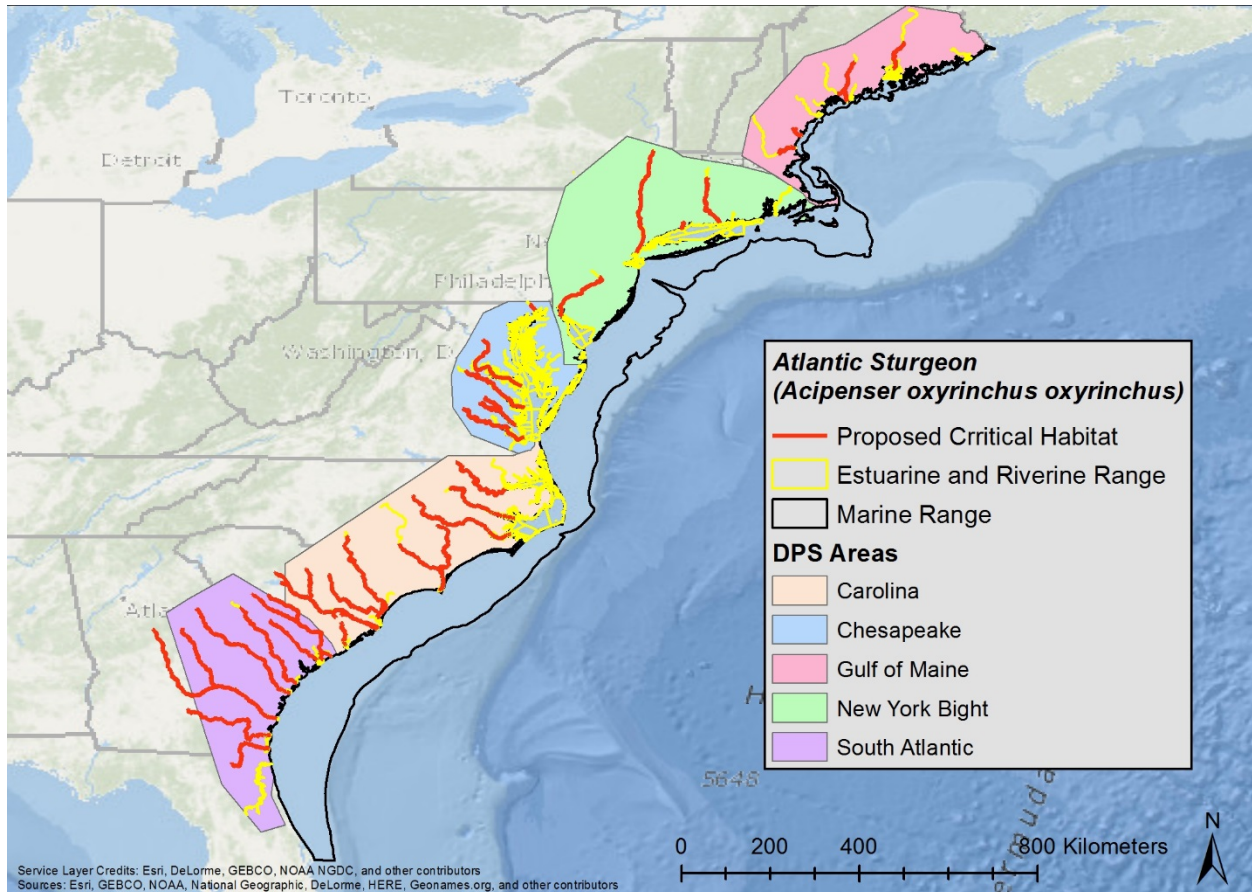 Toronto
Detroit
Philadelph
Washington, D
Atla
Atlantic Sturgeon
(Acipenser oxyrinchus oxyrinchus)
Proposed Crritical Habitat
Estuarine and Riverine Range
Marine Range
DPS Areas
Carolina
Chesapeake
Gulf of Maine
New York Bight
South Atlantic
5648
N
0 200 400 800 Kilometers
Service Layer Credits: Esri, DeLorme, GEBCO, NOAA NGDC, and other contributors
Sources: Esri, GEBCO, NOAA, National Geographic, DeLorme, HERE, Geonames.org, and other contributors